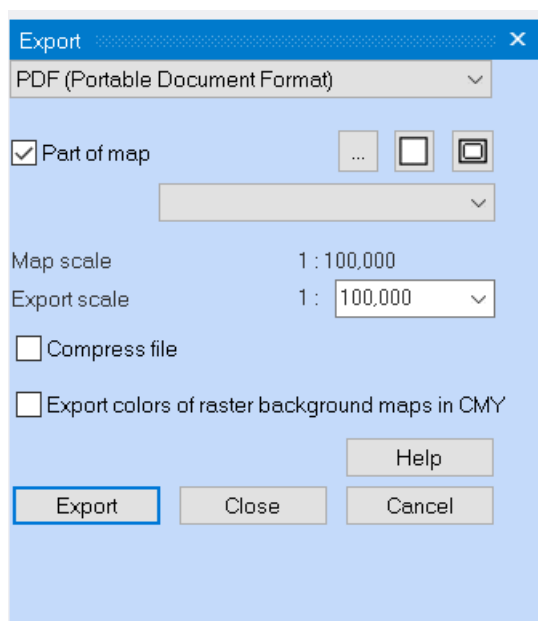 Export
PDF (Portable Document Format)
Part of map
...
Map scale 1 : 100,000
Export scale 1 : 100,000
Compress file
Export colors of raster background maps in CMY
Help
Export Close Cancel